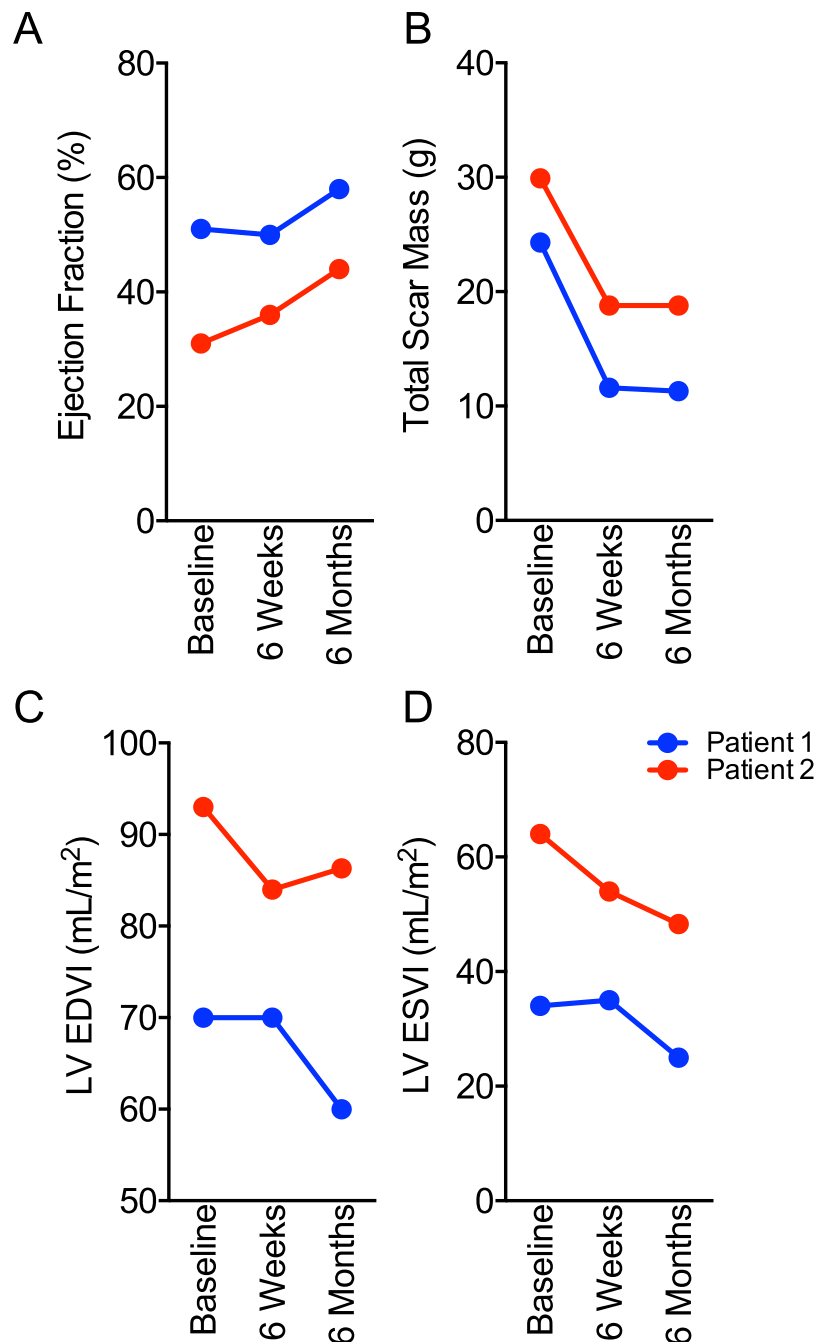 A
Ejection Fraction (%)
80
60
40
20
0
Baseline
6 Weeks
6 Months
B
Total Scar Mass (g)
40
30
20
10
0
Baseline
6 Weeks
6 Months
C
LV EDVI (mL/m²)
100
90
80
70
60
50
Baseline
6 Weeks
6 Months
D
LV ESVI (mL/m²)
80
60
40
20
0
Baseline
6 Weeks
6 Months
Patient 1
Patient 2